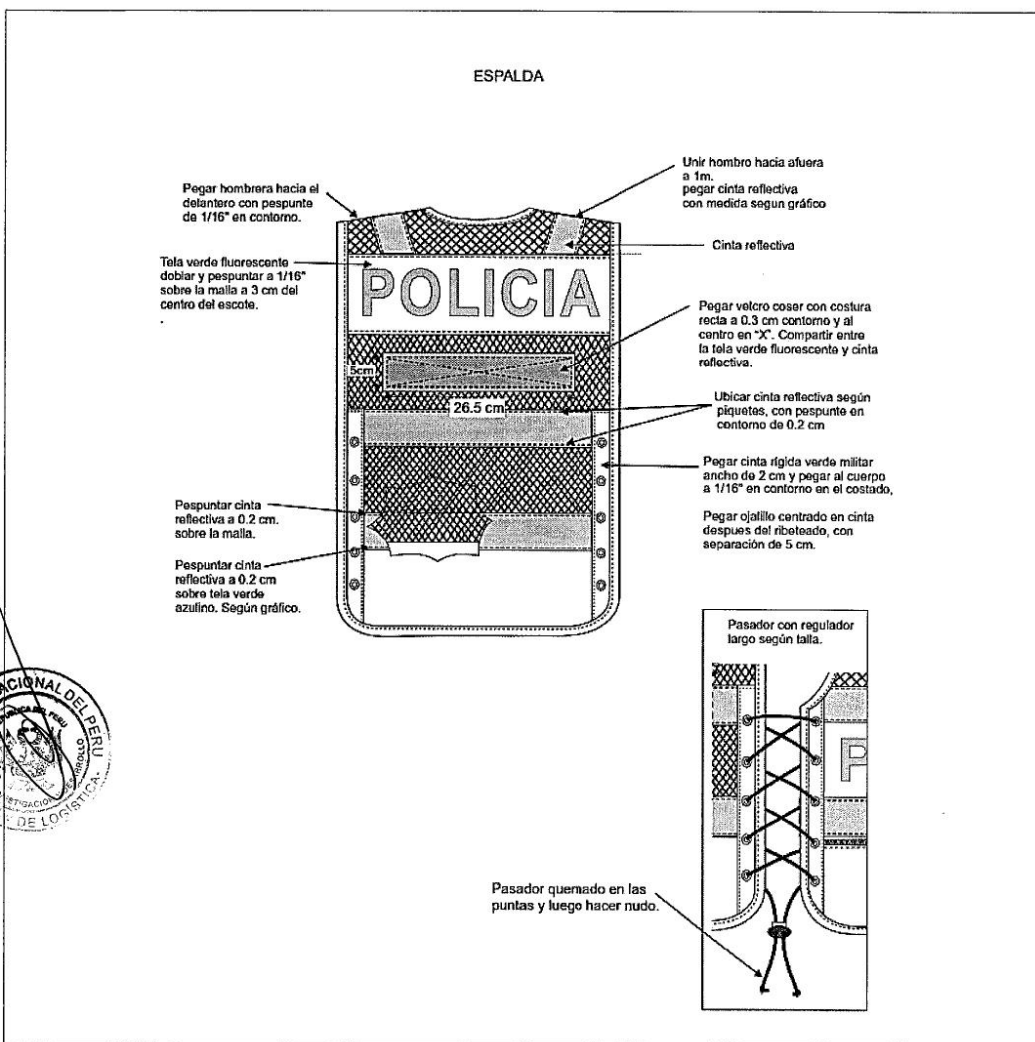 ESPALDA
Pegar hombrera hacia el
delantero con pespunte
de 1/16" en contorno.
Unir hombro hacia afuera
a 1m.
pegar cinta reflectiva
con medida segun gráfico
Cinta reflectiva
Tela verde fluorescente
doblar y pespuntar a 1/16"
sobre la malla a 3 cm del
centro del escote.
.
POLICIA
Pegar velcro coser con costura
recta a 0.3 cm contorno y al
centro en "X". Compartir entre
la tela verde fluorescente y cinta
reflectiva.
5cm
26.5 cm
Ubicar cinta reflectiva según
piquetes, con pespunte en
contorno de 0.2 cm
Pegar cinta rígida verde militar
ancho de 2 cm y pegar al cuerpo
a 1/16" en contorno en el costado,
Pegar ojalillo centrado en cinta
despues del ribeteado, con
separación de 5 cm.
Pespuntar cinta
reflectiva a 0.2 cm.
sobre la malla.
Pespuntar cinta
reflectiva a 0.2 cm
sobre tela verde
azulino. Según gráfico.
Pasador con regulador
largo según talla.
P
Pasador quemado en las
puntas y luego hacer nudo.
ACIONAL DEL PERU
DE LOGÍSTICA